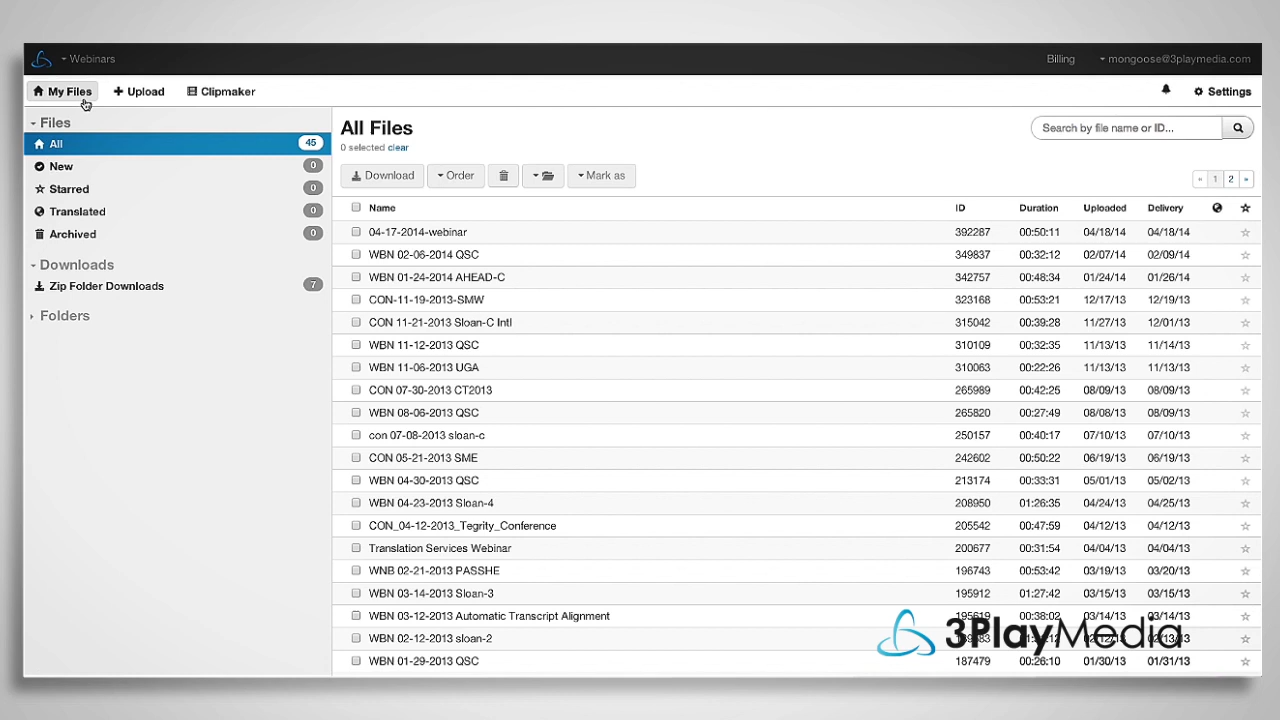 Webinars Billing mongoose@3playmedia.com
My Files Upload Clipmaker Settings
Files
All 45
New 0
Starred 0
Translated 0
Archived 0
Downloads
Zip Folder Downloads 7
Folders
All Files
0 selected clear
Search by file name or ID...
Download Order Mark as
« 1 2 »
Name ID Duration Uploaded Delivery
04-17-2014-webinar 392287 00:50:11 04/18/14 04/18/14
WBN 02-06-2014 QSC 349837 00:32:12 02/07/14 02/09/14
WBN 01-24-2014 AHEAD-C 342757 00:48:34 01/24/14 01/26/14
CON-11-19-2013-SMW 323168 00:53:21 12/17/13 12/19/13
CON 11-21-2013 Sloan-C Intl 315042 00:39:28 11/27/13 12/01/13
WBN 11-12-2013 QSC 310109 00:32:35 11/13/13 11/14/13
WBN 11-06-2013 UGA 310063 00:22:26 11/13/13 11/13/13
CON 07-30-2013 CT2013 265989 00:42:25 08/09/13 08/09/13
WBN 08-06-2013 QSC 265820 00:27:49 08/08/13 08/09/13
con 07-08-2013 sloan-c 250157 00:40:17 07/10/13 07/10/13
CON 05-21-2013 SME 242602 00:50:22 06/19/13 06/19/13
WBN 04-30-2013 QSC 213174 00:33:31 05/01/13 05/02/13
WBN 04-23-2013 Sloan-4 208950 01:26:35 04/24/13 04/25/13
CON_04-12-2013_Tegrity_Conference 205542 00:47:59 04/12/13 04/12/13
Translation Services Webinar 200677 00:31:54 04/04/13 04/04/13
WNB 02-21-2013 PASSHE 196743 00:53:42 03/19/13 03/20/13
WBN 03-14-2013 Sloan-3 195912 01:27:42 03/15/13 03/15/13
WBN 03-12-2013 Automatic Transcript Alignment 195619 00:38:02 03/14/13 03/14/13
WBN 02-12-2013 sloan-2
3PlayMedia
WBN 01-29-2013 QSC 187479 00:26:10 01/30/13 01/31/13